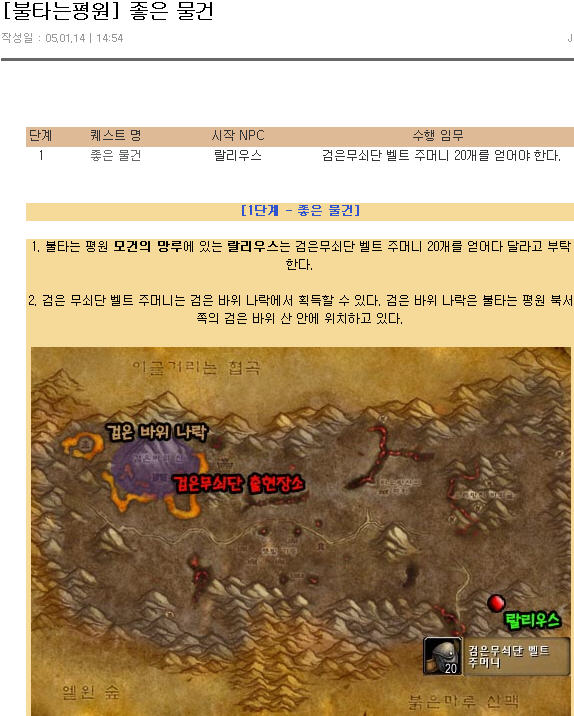 [불타는평원] 좋은 물건
작성일 : 05.01.14 | 14:54
J
단계 퀘스트 명 시작 NPC 수행 임무
1 좋은 물건 랄리우스 검은무쇠단 벨트 주머니 20개를 얻어야 한다.
[1단계 - 좋은 물건]
1. 불타는 평원 모건의 망루에 있는 랄리우스는 검은무쇠단 벨트 주머니 20개를 얻어다 달라고 부탁
한다.
2. 검은 무쇠단 벨트 주머니는 검은 바위 나락에서 획득할 수 있다. 검은 바위 나락은 불타는 평원 북서
쪽의 검은 바위 산 안에 위치하고 있다.
이글거리는 협곡
검은 바위 나락
검은무쇠단 출현장소
랄리우스
검은무쇠단 벨트
주머니
20
엘윈 숲
붉은마루 산맥